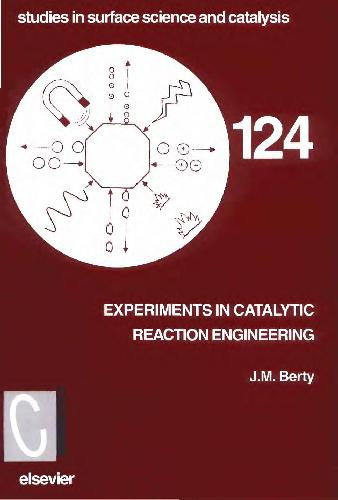 studies in surface science and catalysis
124
EXPERIMENTS IN CATALYTIC
REACTION ENGINEERING
J.M. Berty
C
elsevier